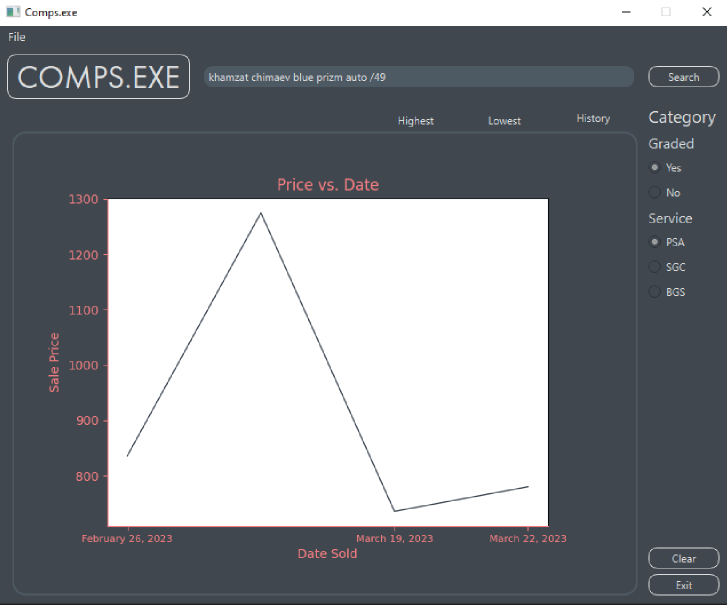 Comps.exe
File
COMPS.EXE
khamzat chimaev blue prizm auto /49
Search
Highest Lowest History
Category
Graded
Yes
No
Service
PSA
SGC
BGS
Price vs. Date
1300
1200
1100
1000
900
800
Sale Price
February 26, 2023 March 19, 2023 March 22, 2023
Date Sold
Clear
Exit